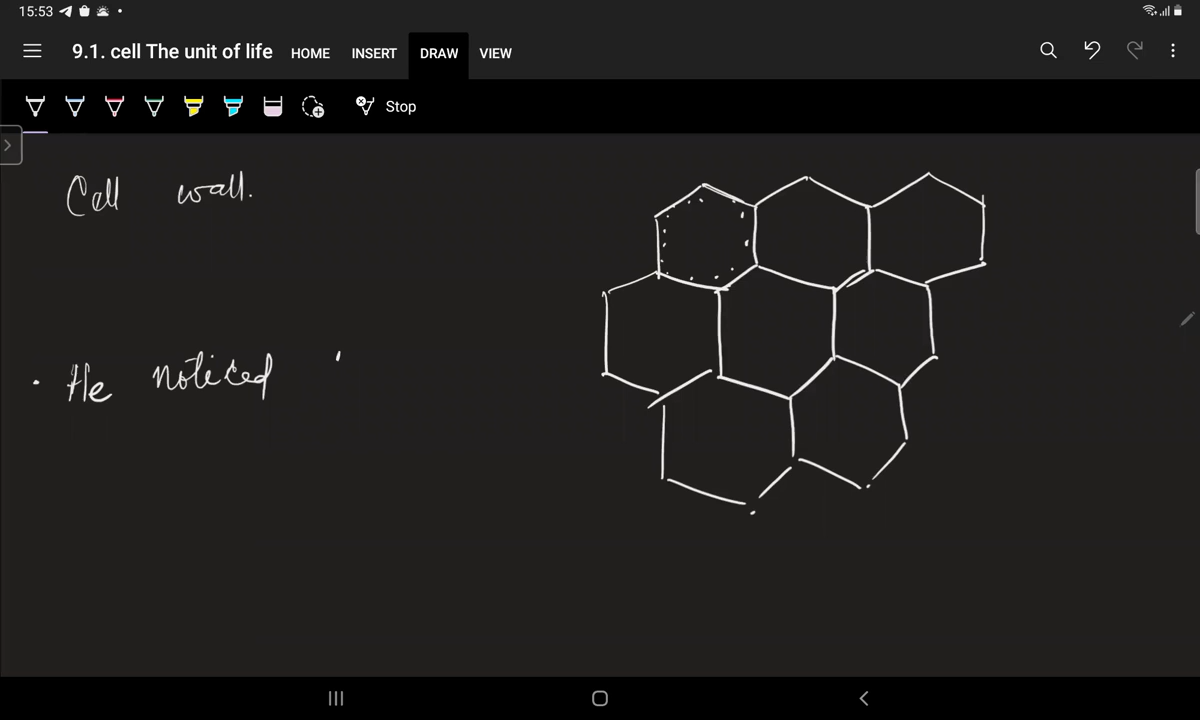 15:53
9.1. cell The unit of life HOME INSERT DRAW VIEW
Stop
Cell wall.
. He noticed